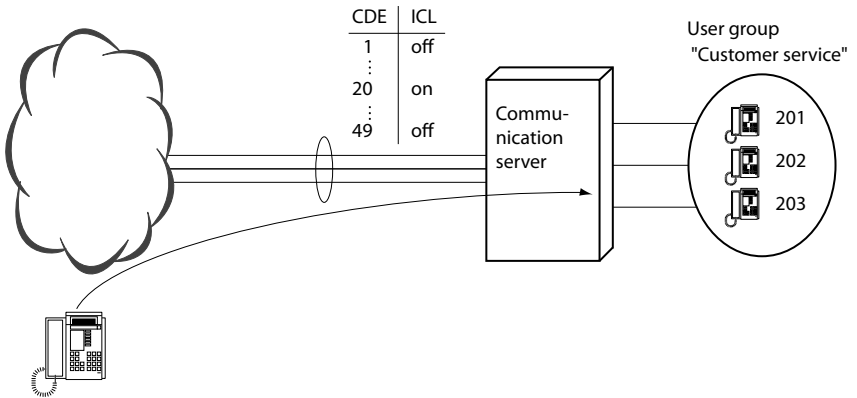 CDE ICL
1 off
⋮
20 on
⋮
49 off
User group
"Customer service"
Commu-
nication
server
201
202
203